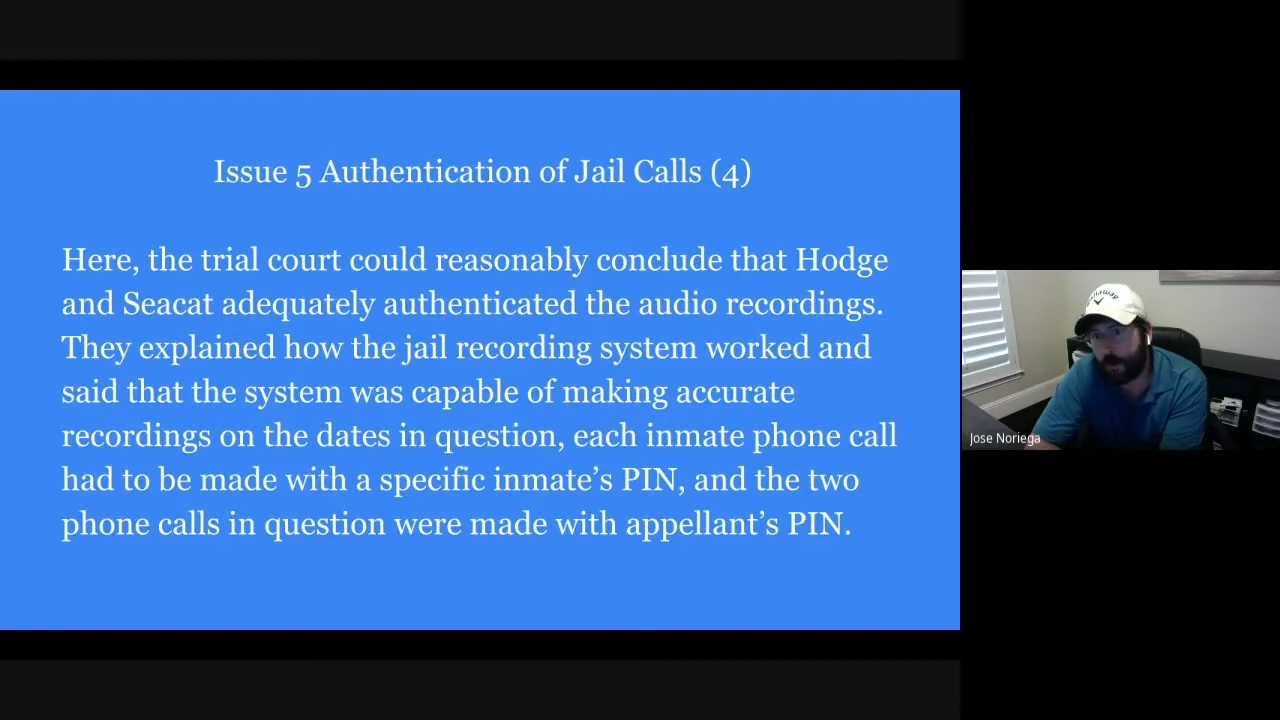 Issue 5 Authentication of Jail Calls (4)
Here, the trial court could reasonably conclude that Hodge
and Seacat adequately authenticated the audio recordings.
They explained how the jail recording system worked and
said that the system was capable of making accurate
recordings on the dates in question, each inmate phone call
had to be made with a specific inmate’s PIN, and the two
phone calls in question were made with appellant’s PIN.
Callaway
Jose Noriega